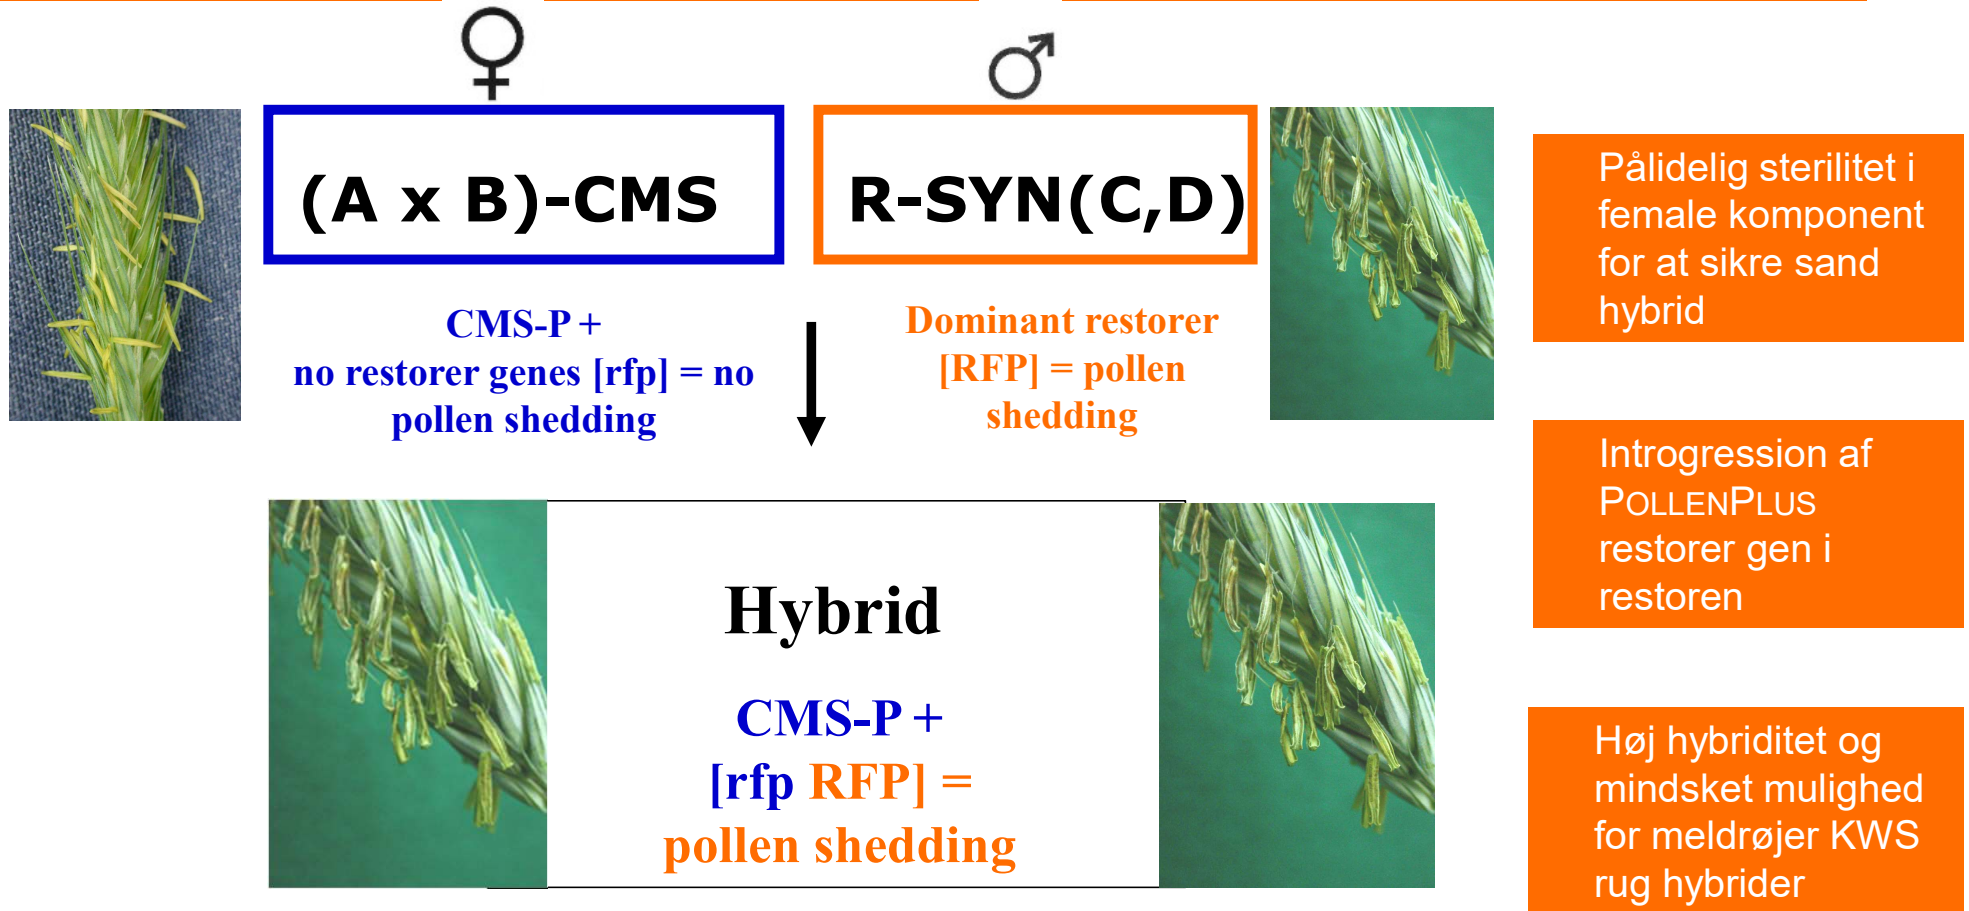 (A x B)-CMS
R-SYN(C,D)
CMS-P +
no restorer genes [rfp] = no
pollen shedding
Dominant restorer
[RFP] = pollen
shedding
Hybrid
CMS-P +
[rfp RFP] =
pollen shedding
Pålidelig sterilitet i
female komponent
for at sikre sand
hybrid
Introgression af
POLLENPLUS
restorer gen i
restoren
Høj hybriditet og
mindsket mulighed
for meldrøjer KWS
rug hybrider